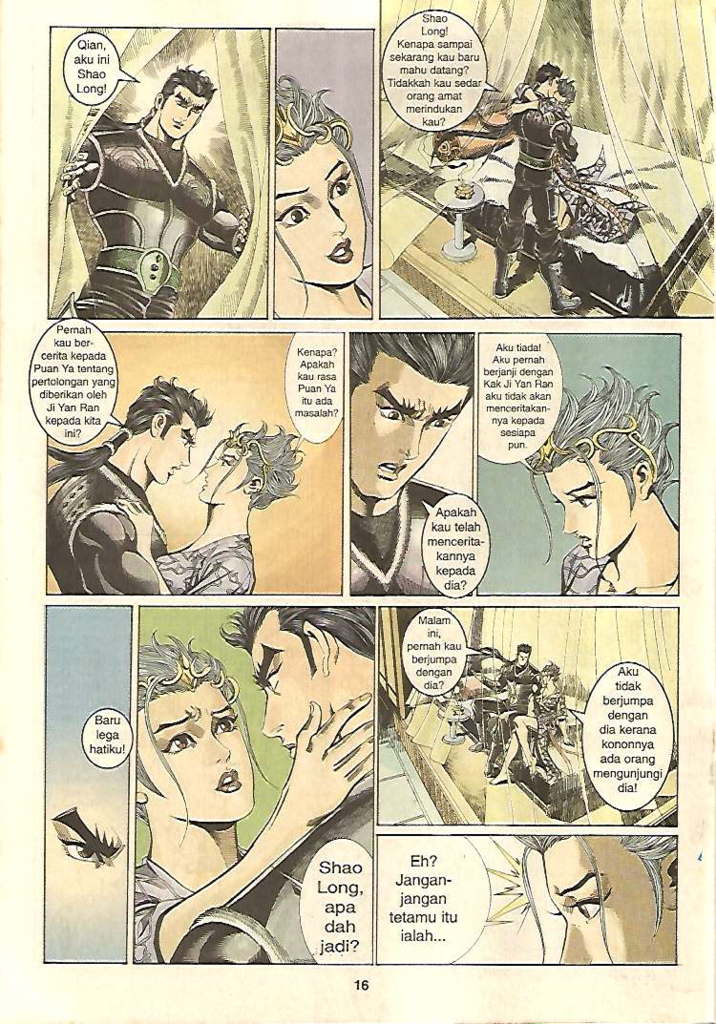 Qian,
aku ini
Shao
Long!
Shao
Long!
Kenapa sampai
sekarang kau baru
mahu datang?
Tidakkah kau sedar
orang amat
merindukan
kau?
Pernah
kau ber-
cerita kepada
Puan Ya tentang
pertolongan yang
diberikan oleh
Ji Yan Ran
kepada kita
ini?
Kenapa?
Apakah
kau rasa
Puan Ya
itu ada
masalah?
Apakah
kau telah
mencerita-
kannya
kepada
dia?
Aku tiada!
Aku pernah
berjanji dengan
Kak Ji Yan Ran
aku tidak akan
menceritakan-
nya kepada
sesiapa
pun.
Baru
lega
hatiku!
Shao
Long,
apa
dah
jadi?
Malam
ini,
pernah kau
berjumpa
dengan
dia?
Aku
tidak
berjumpa
dengan
dia kerana
kononnya
ada orang
mengunjungi
dia!
Eh?
Jangan-
jangan
tetamu itu
ialah...
16